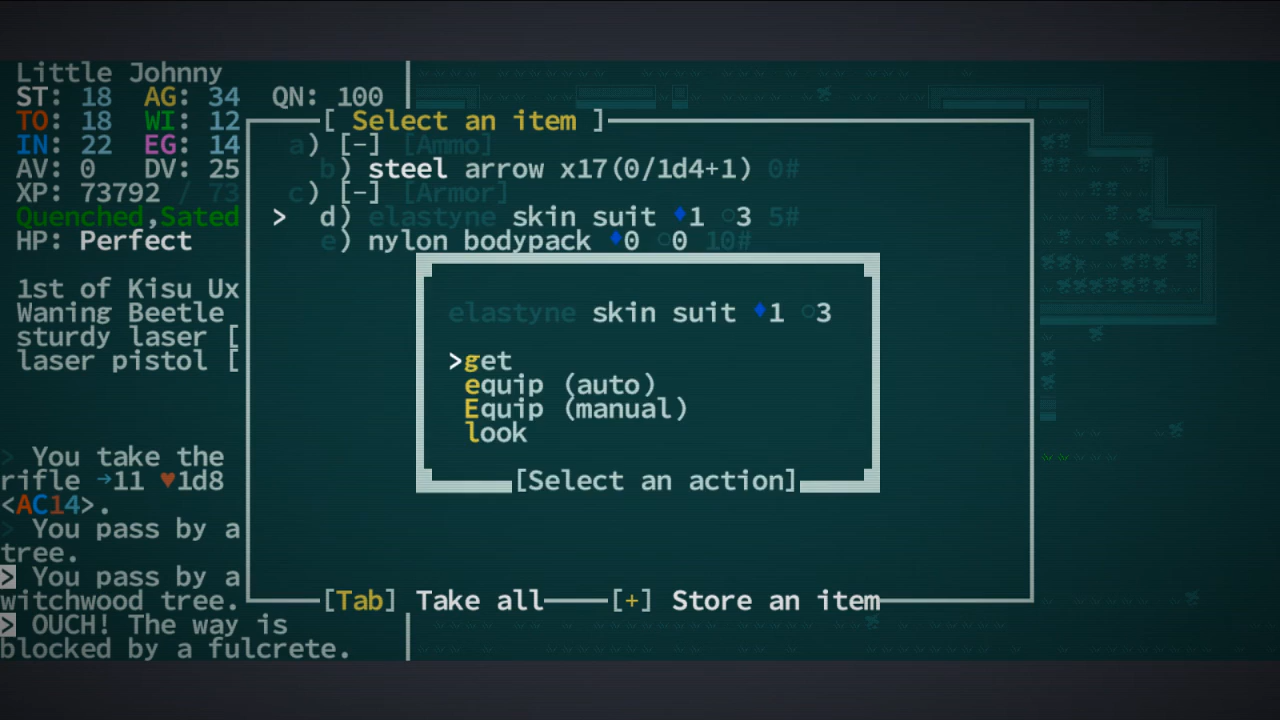 Little Johnny
ST: 18 AG: 34 QN: 100
TO: 18 WI: 12
IN: 22 EG: 14
AV: 0 DV: 25
XP: 73792 / 73
Quenched,Sated
HP: Perfect
1st of Kisu Ux
Waning Beetle
sturdy laser [
laser pistol [
> You take the
rifle →11 ♥1d8
<AC14>.
> You pass by a
tree.
> You pass by a
witchwood tree.
> OUCH! The way is
blocked by a fulcrete.
[ Select an item ]
a) [-] [Ammo]
b) steel arrow x17(0/1d4+1) 0#
c) [-] [Armor]
> d) elastyne skin suit ♦1 ○3 5#
e) nylon bodypack ♦0 ○0 10#
elastyne skin suit ♦1 ○3
>get
equip (auto)
Equip (manual)
look
[Select an action]
[Tab] Take all [+] Store an item